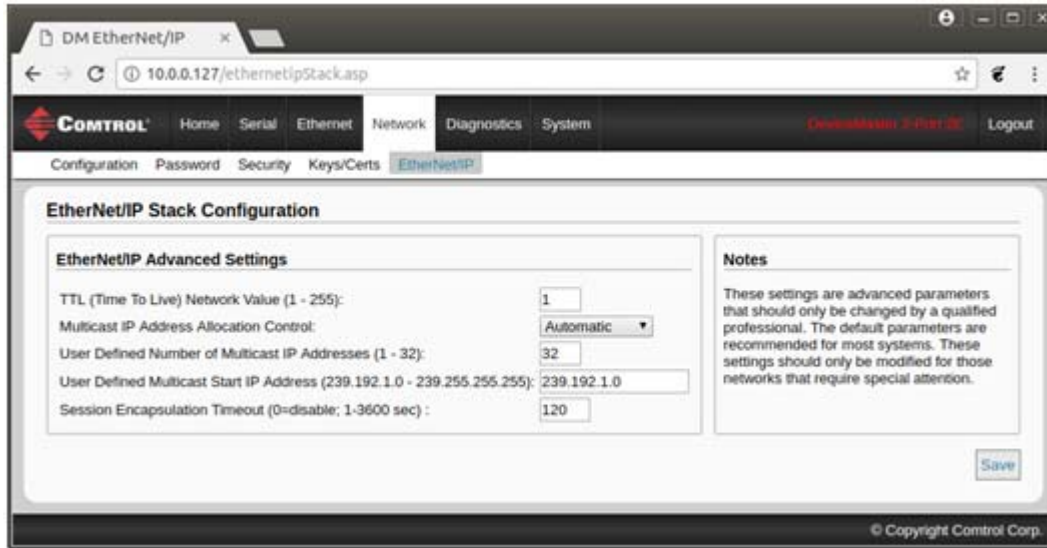 DM EtherNet/IP
10.0.0.127/ethernetipStack.asp
COMTROL Home Serial Ethernet Network Diagnostics System DeviceMaster 2-Port Logout
Configuration Password Security Keys/Certs EtherNet/IP
EtherNet/IP Stack Configuration
EtherNet/IP Advanced Settings
TTL (Time To Live) Network Value (1 - 255): 1
Multicast IP Address Allocation Control: Automatic
User Defined Number of Multicast IP Addresses (1 - 32): 32
User Defined Multicast Start IP Address (239.192.1.0 - 239.255.255.255): 239.192.1.0
Session Encapsulation Timeout (0=disable; 1-3600 sec) : 120
Notes
These settings are advanced parameters
that should only be changed by a qualified
professional. The default parameters are
recommended for most systems. These
settings should only be modified for those
networks that require special attention.
Save
© Copyright Comtrol Corp.